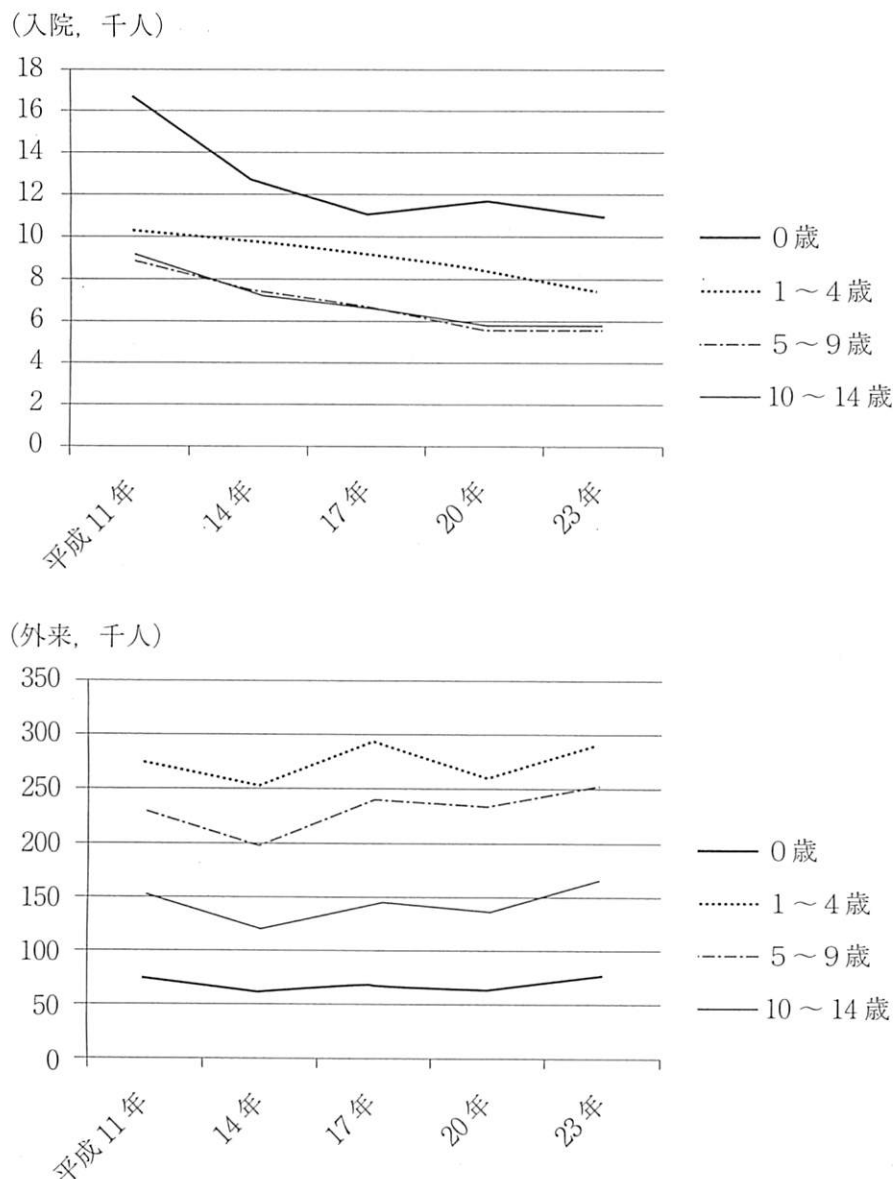 (入院，千人)
18
16
14
12
10
8
6
4
2
0
平成11年
14年
17年
20年
23年
0歳
1～4歳
5～9歳
10～14歳
(外来，千人)
350
300
250
200
150
100
50
0
平成11年
14年
17年
20年
23年
0歳
1～4歳
5～9歳
10～14歳